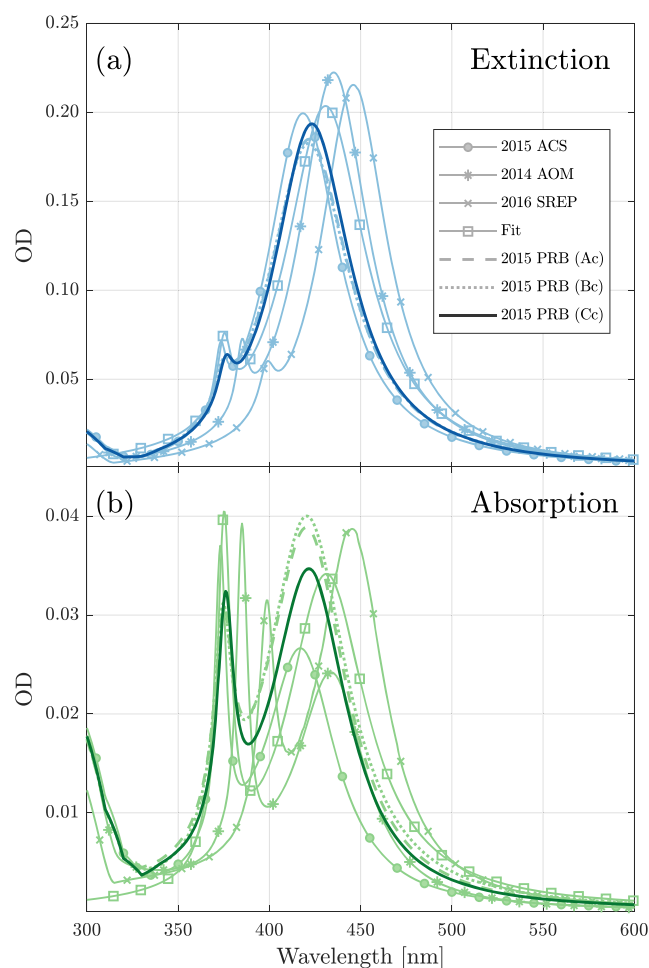 0.25
(a) Extinction
0.20
2015 ACS
2014 AOM
2016 SREP
Fit
2015 PRB (Ac)
2015 PRB (Bc)
2015 PRB (Cc)
0.15
OD
0.10
0.05
(b) Absorption
0.04
0.03
OD
0.02
0.01
300 350 400 450 500 550 600
Wavelength [nm]